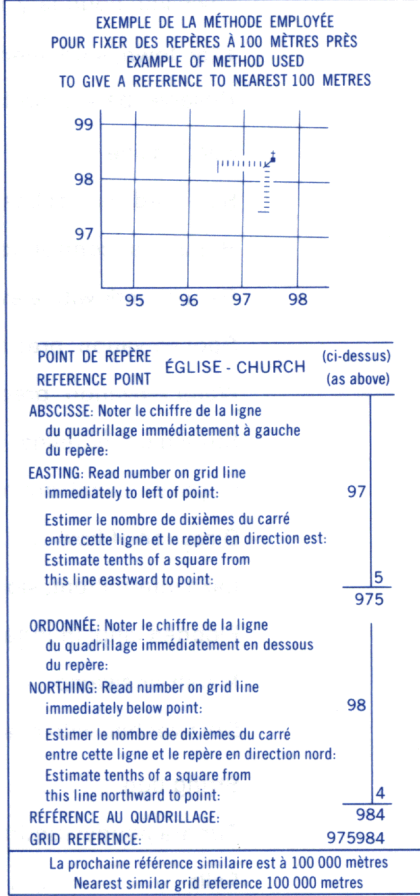 EXEMPLE DE LA MÉTHODE EMPLOYÉE
POUR FIXER DES REPÈRES À 100 MÈTRES PRÈS
EXAMPLE OF METHOD USED
TO GIVE A REFERENCE TO NEAREST 100 METRES
99
98
97
95 96 97 98
POINT DE REPÈRE
REFERENCE POINT
ÉGLISE - CHURCH
(ci-dessus)
(as above)
ABSCISSE: Noter le chiffre de la ligne
du quadrillage immédiatement à gauche
du repère:
EASTING: Read number on grid line
immediately to left of point: 97
Estimer le nombre de dixièmes du carré
entre cette ligne et le repère en direction est:
Estimate tenths of a square from
this line eastward to point: 5
975
ORDONNÉE: Noter le chiffre de la ligne
du quadrillage immédiatement en dessous
du repère:
NORTHING: Read number on grid line
immediately below point: 98
Estimer le nombre de dixièmes du carré
entre cette ligne et le repère en direction nord:
Estimate tenths of a square from
this line northward to point: 4
RÉFÉRENCE AU QUADRILLAGE: 984
GRID REFERENCE: 975984
La prochaine référence similaire est à 100 000 mètres
Nearest similar grid reference 100 000 metres